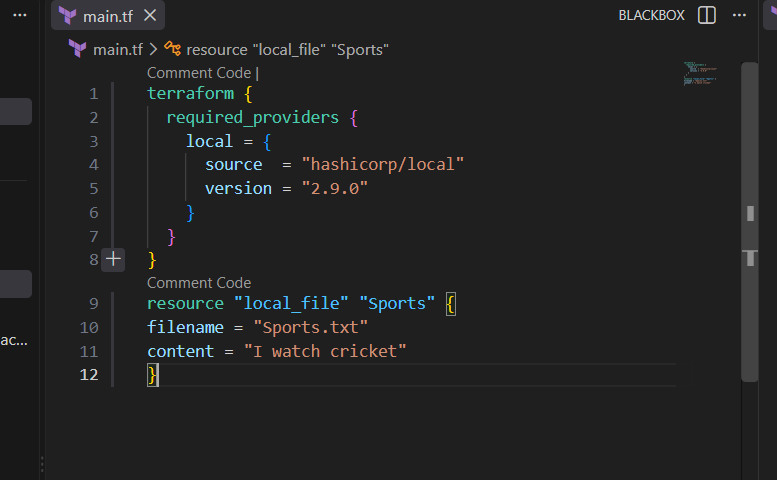 main.tf
BLACKBOX
main.tf > resource "local_file" "Sports"
Comment Code |
1 terraform {
2   required_providers {
3     local = {
4       source  = "hashicorp/local"
5       version = "2.9.0"
6     }
7   }
8 }
Comment Code
9 resource "local_file" "Sports" {
10 filename = "Sports.txt"
11 content = "I watch cricket"
12 }
ac...